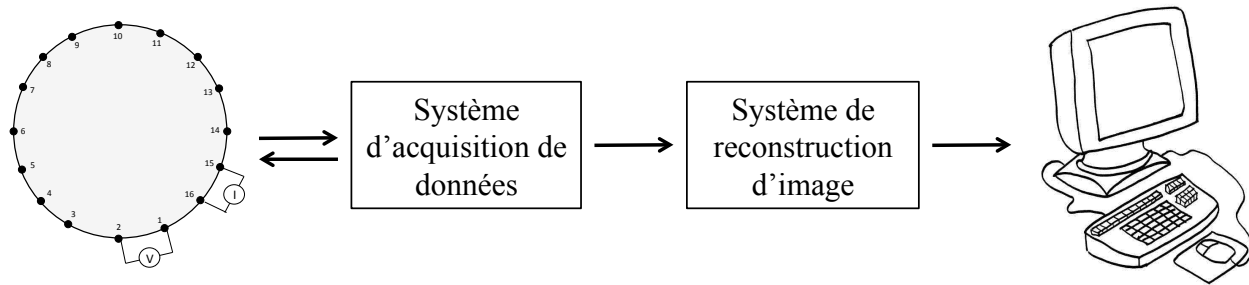 10
9
11
8
12
7
13
6
14
5
15
4
16
I
3
2
1
V
Système
d'acquisition de
données
Système de
reconstruction
d'image